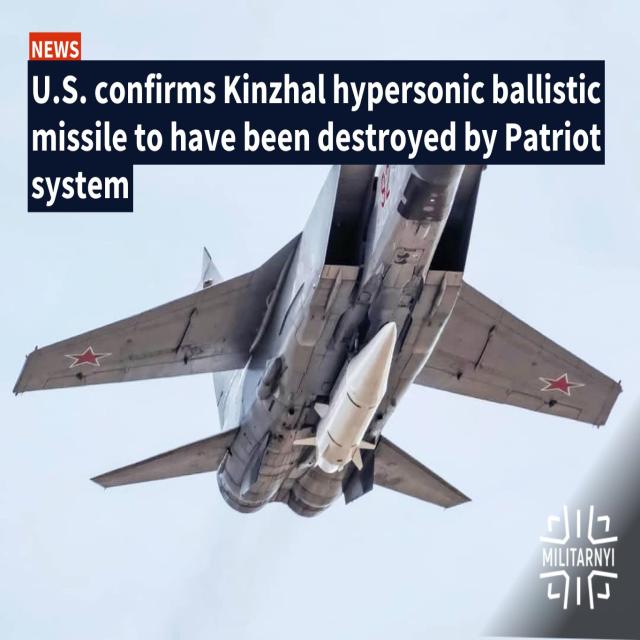 NEWS
U.S. confirms Kinzhal hypersonic ballistic
missile to have been destroyed by Patriot
system
MILITARNYI